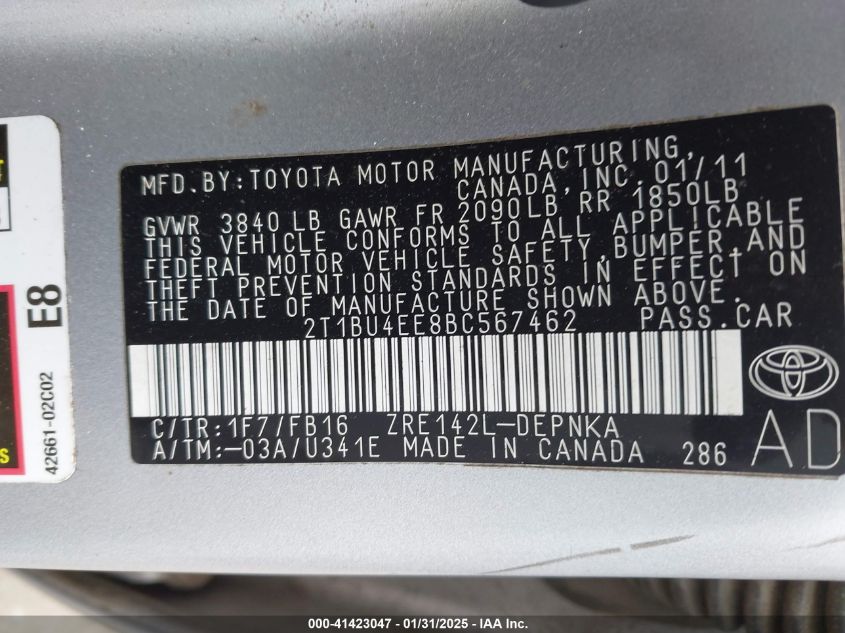 MFD.BY:TOYOTA MOTOR MANUFACTURING,
CANADA, INC. 01/11
GVWR 3840 LB GAWR FR 2090LB RR 1850LB
THIS VEHICLE CONFORMS TO ALL APPLICABLE
FEDERAL MOTOR VEHICLE SAFETY,BUMPER,AND
THEFT PREVENTION STANDARDS IN EFFECT ON
THE DATE OF MANUFACTURE SHOWN ABOVE.
2T1BU4EE8BC567462 PASS.CAR
C/TR:1F7/FB16 ZRE142L-DEPNKA
A/TM:-03A/U341E MADE IN CANADA 286
AD
E8
42661-02C02
000-41423047 / 01/31/2025 - IAA Inc.